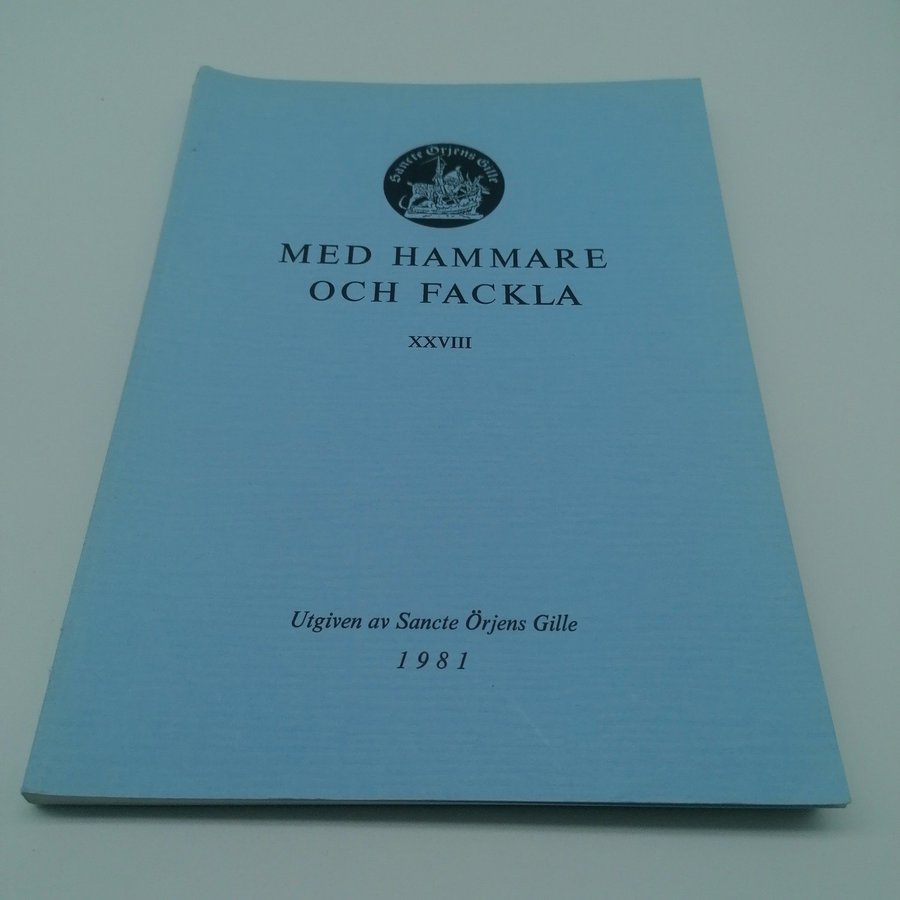 Sancte Örjens Gille
MED HAMMARE
OCH FACKLA
XXVIII
Utgiven av Sancte Örjens Gille
1981